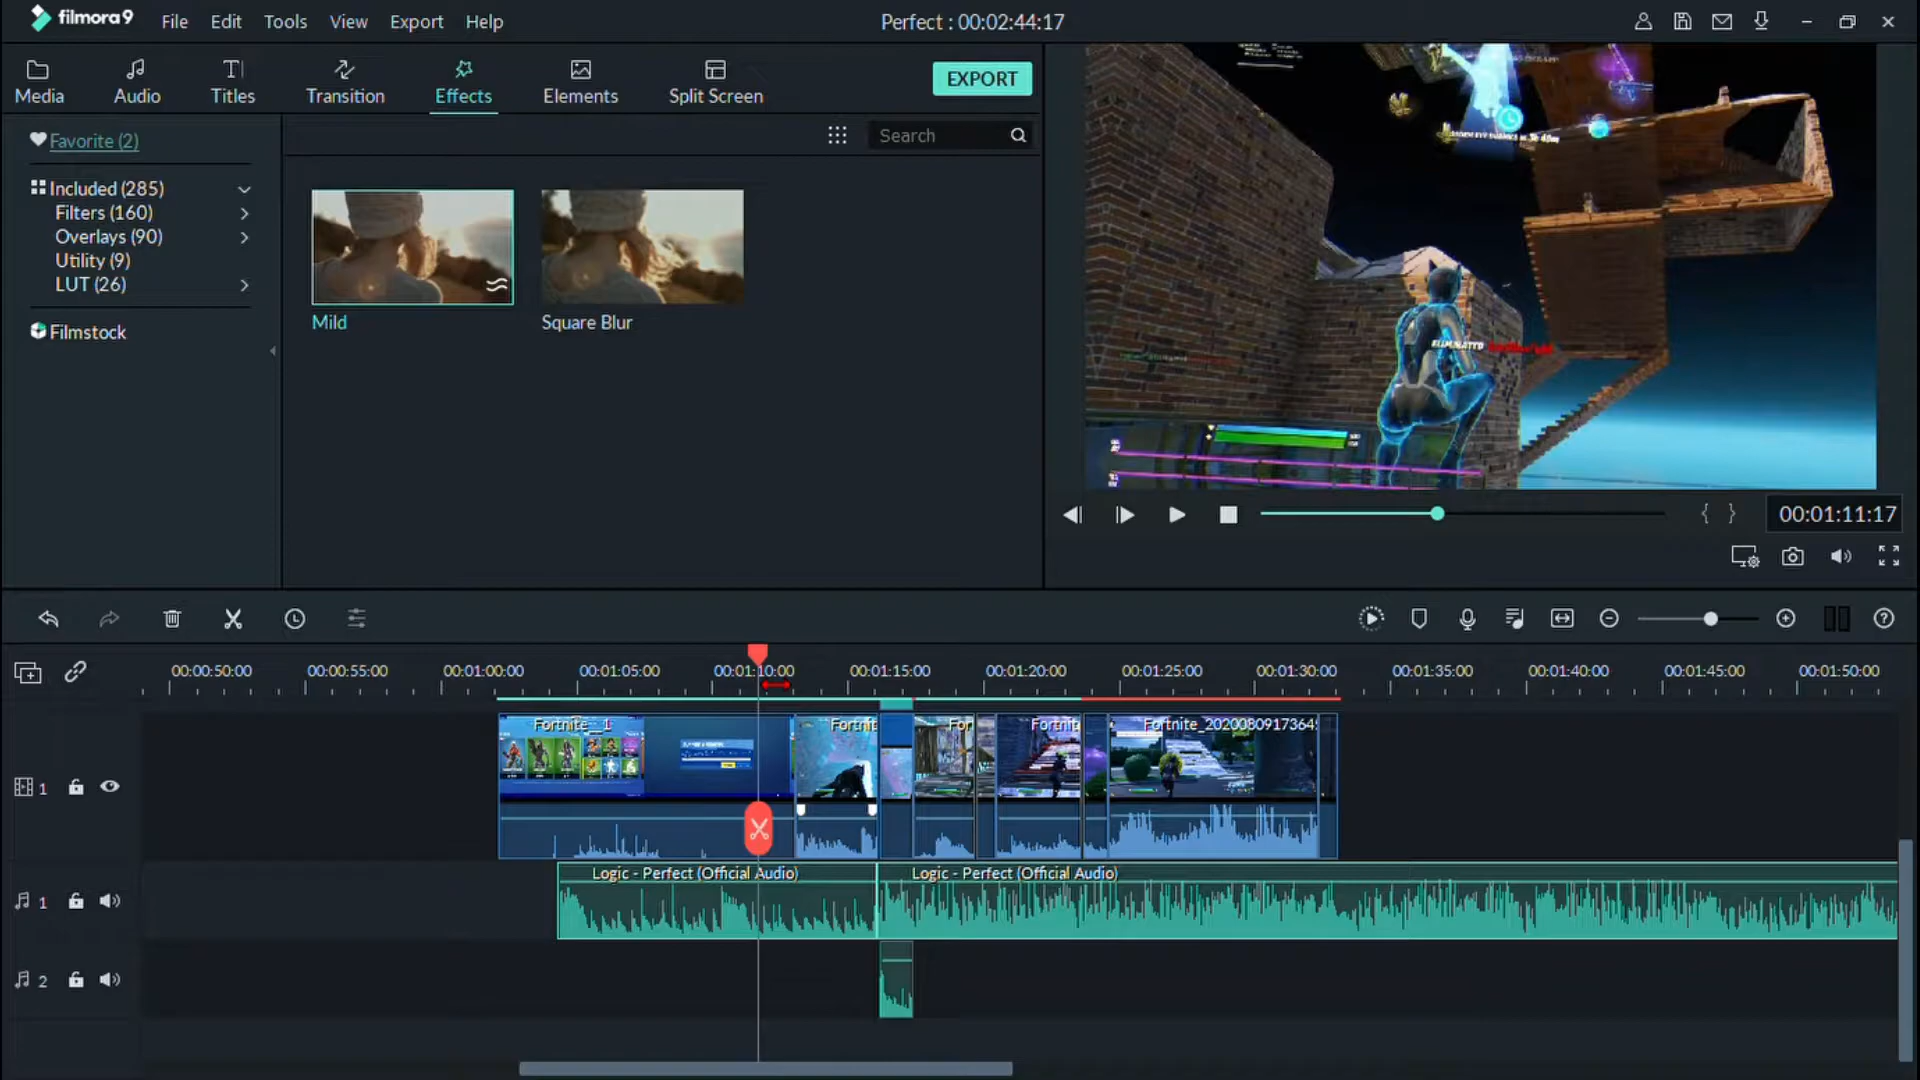 filmora9
File Edit Tools View Export Help
Perfect : 00:02:44:17
Media
Audio
Titles
Transition
Effects
Elements
Split Screen
EXPORT
Favorite (2)
Search
Included (285)
Filters (160)
Overlays (90)
Utility (9)
LUT (26)
Filmstock
Mild
Square Blur
ELIMINATED
00:01:11:17
00:00:50:00
00:00:55:00
00:01:00:00
00:01:05:00
00:01:10:00
00:01:15:00
00:01:20:00
00:01:25:00
00:01:30:00
00:01:35:00
00:01:40:00
00:01:45:00
00:01:50:00
Fortnite_ 1
Fortnite
For
Fortnit
Fortnite_2020080917364
1
Logic - Perfect (Official Audio)
Logic - Perfect (Official Audio)
1
2